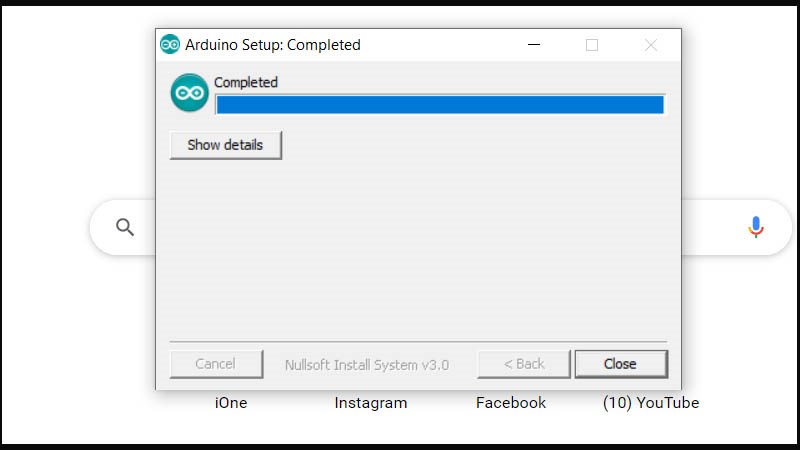 Arduino Setup: Completed
Completed
Show details
Cancel
Nullsoft Install System v3.0
< Back
Close
iOne
Instagram
Facebook
(10) YouTube